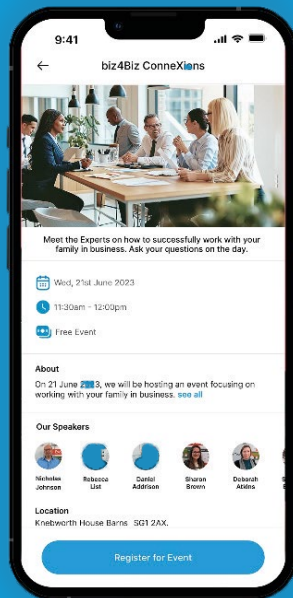 9:41
biz4Biz ConneXions
Meet the Experts on how to successfully work with your
family in business. Ask your questions on the day.
Wed, 21st June 2023
11:30am - 12:00pm
Free Event
About
On 21 June 3, we will be hosting an event focusing on
working with your family in business. see all
Our Speakers
Nicholas Rebecca Daniel Sharon Deborah
Johnson List Addrison Brown Atkins
Location
Knebworth House Barns SG1 2AX.
Register for Event